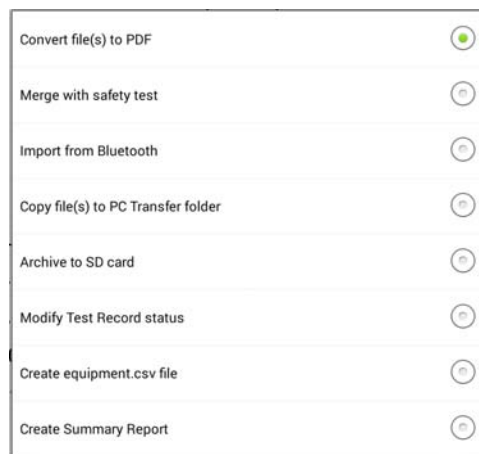 Convert file(s) to PDF
Merge with safety test
Import from Bluetooth
Copy file(s) to PC Transfer folder
Archive to SD card
Modify Test Record status
Create equipment.csv file
Create Summary Report